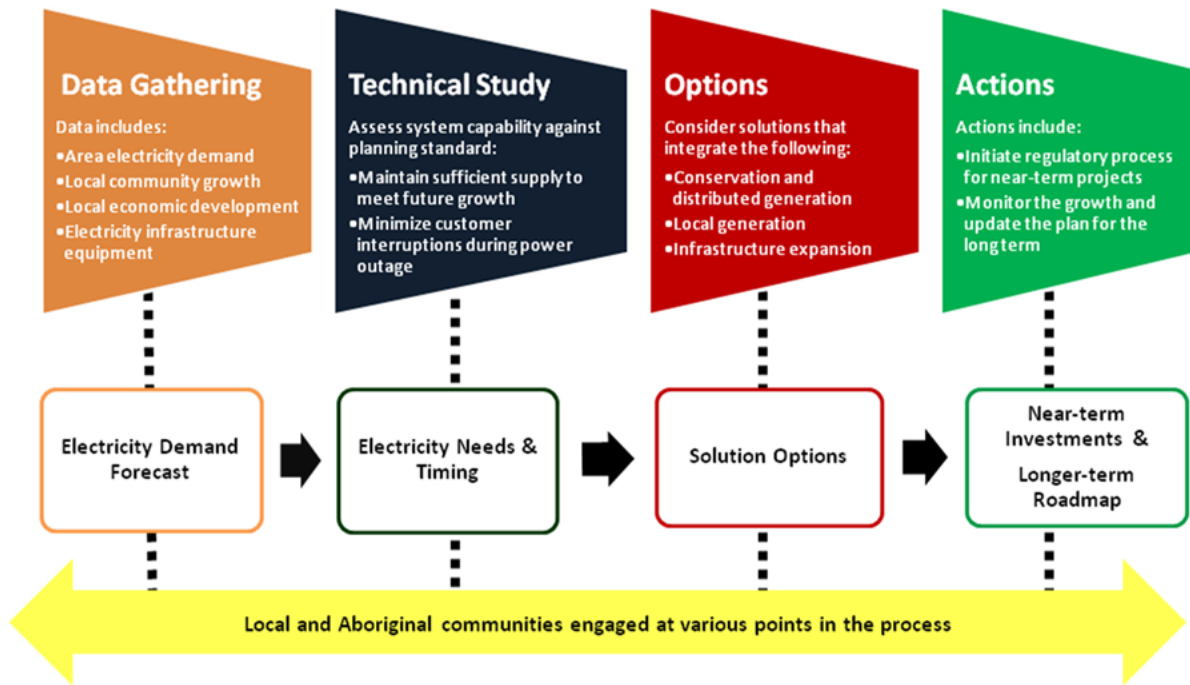 Data Gathering
Data includes:
•Area electricity demand
•Local community growth
•Local economic development
•Electricity infrastructure
equipment
Technical Study
Assess system capability against
planning standard:
•Maintain sufficient supply to
meet future growth
•Minimize customer
interruptions during power
outage
Options
Consider solutions that
integrate the following:
•Conservation and
distributed generation
•Local generation
•Infrastructure expansion
Actions
Actions include:
•Initiate regulatory process
for near-term projects
•Monitor the growth and
update the plan for the
long term
Electricity Demand
Forecast
Electricity Needs &
Timing
Solution Options
Near-term
Investments &
Longer-term
Roadmap
Local and Aboriginal communities engaged at various points in the process